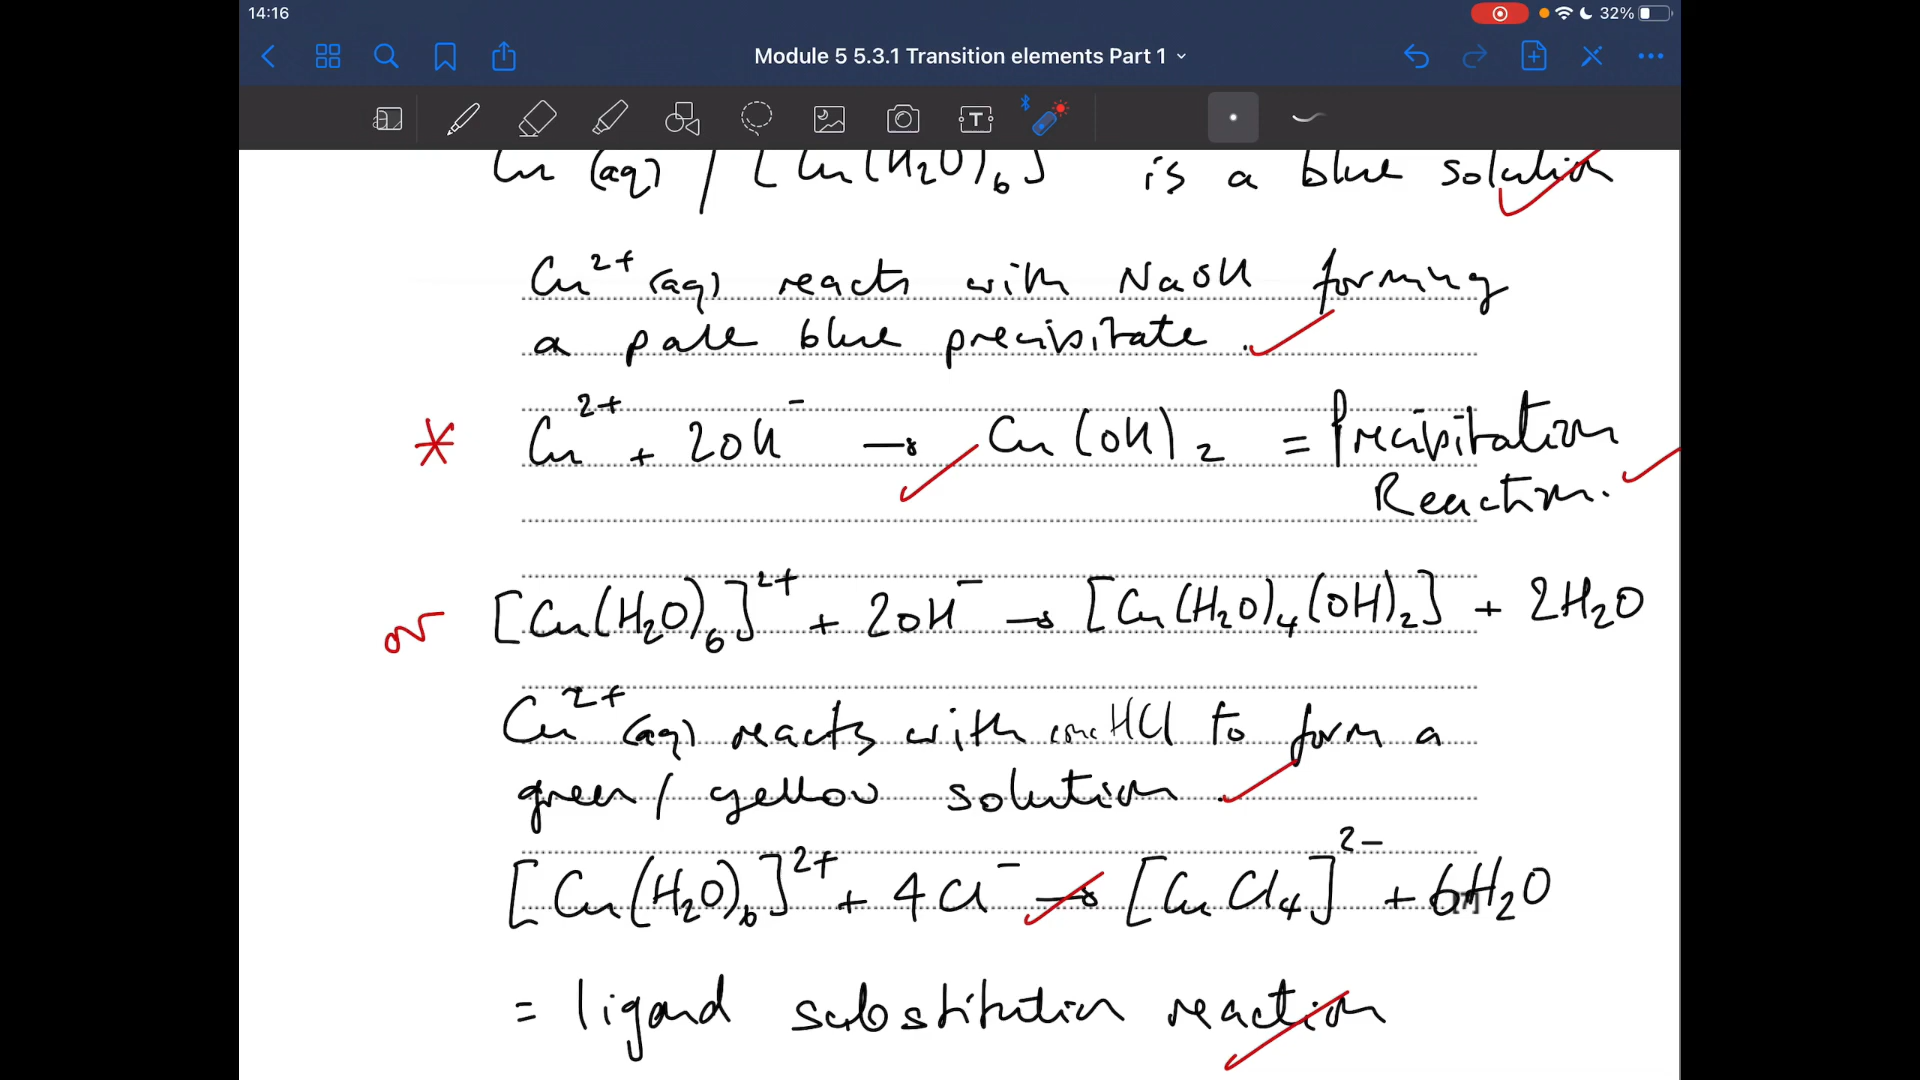 14:16
32%
Module 5 5.3.1 Transition elements Part 1
Cu (aq) / [Cu(H₂O)₆] is a blue solution
Cu²⁺(aq) reacts with NaOH forming
a pale blue precipitate.
* Cu²⁺ + 2OH⁻ → Cu(OH)₂ = Precipitation
Reaction.
or [Cu(H₂O)₆]²⁺ + 2OH⁻ → [Cu(H₂O)₄(OH)₂] + 2H₂O
Cu²⁺(aq) reacts with conc HCl to form a
green/yellow solution.
[Cu(H₂O)₆]²⁺ + 4Cl⁻ → [CuCl₄]²⁻ + 6H₂O
= ligand substitution reaction